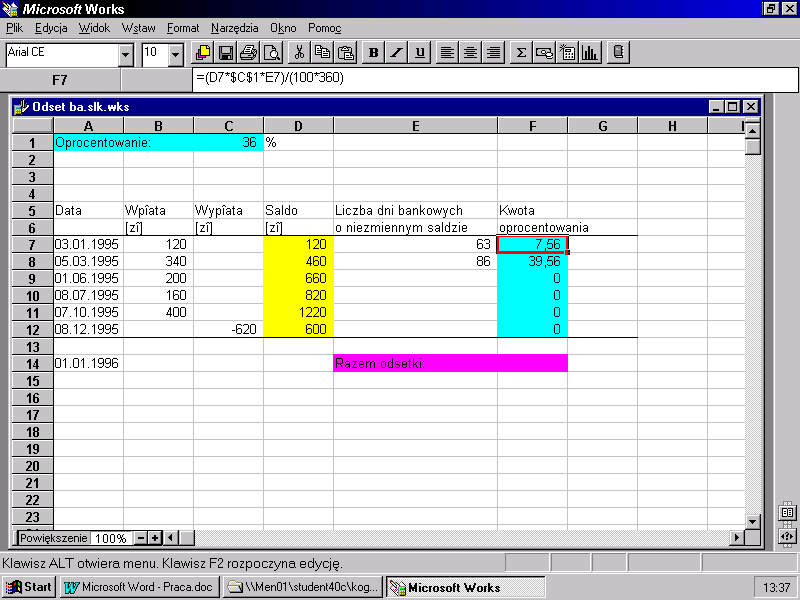 Microsoft Works
Plik Edycja Widok Wstaw Format Narzędzia Okno Pomoc
Arial CE 10 B I U Σ
F7 =(D7*$C$1*E7)/(100*360)
Odset ba.slk.wks
A B C D E F G H I
1 Oprocentowanie: 36 %
2
3
4
5 Data Wpîata Wypîata Saldo Liczba dni bankowych Kwota
6 [zî] [zî] [zî] o niezmiennym saldzie oprocentowania
7 03.01.1995 120 120 63 7,56
8 05.03.1995 340 460 86 39,56
9 01.06.1995 200 660 0
10 08.07.1995 160 820 0
11 07.10.1995 400 1220 0
12 08.12.1995 -620 600 0
13
14 01.01.1996 Razem odsetki:
15
16
17
18
19
20
21
22
23
Powiększenie 100%
Klawisz ALT otwiera menu. Klawisz F2 rozpoczyna edycję.
Start Microsoft Word - Praca.doc \\Men01\student40c\kog... Microsoft Works 13:37